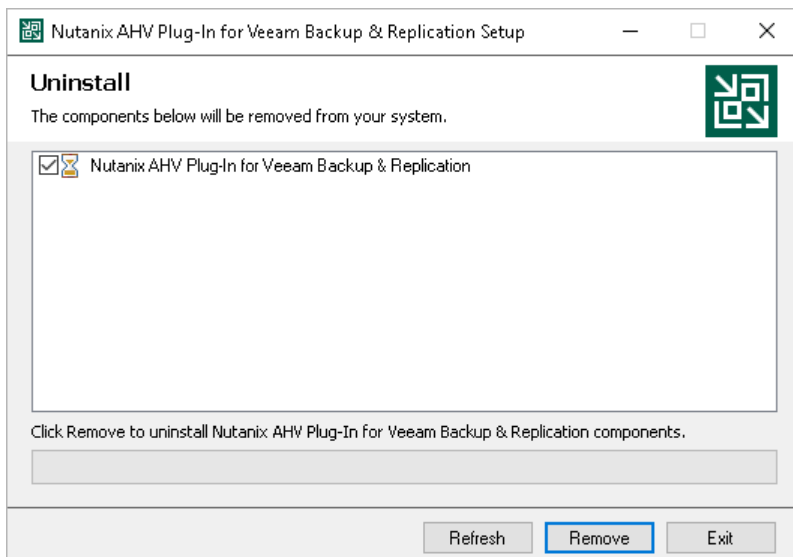 Nutanix AHV Plug-In for Veeam Backup & Replication Setup
Uninstall
The components below will be removed from your system.
Nutanix AHV Plug-In for Veeam Backup & Replication
Click Remove to uninstall Nutanix AHV Plug-In for Veeam Backup & Replication components.
Refresh
Remove
Exit